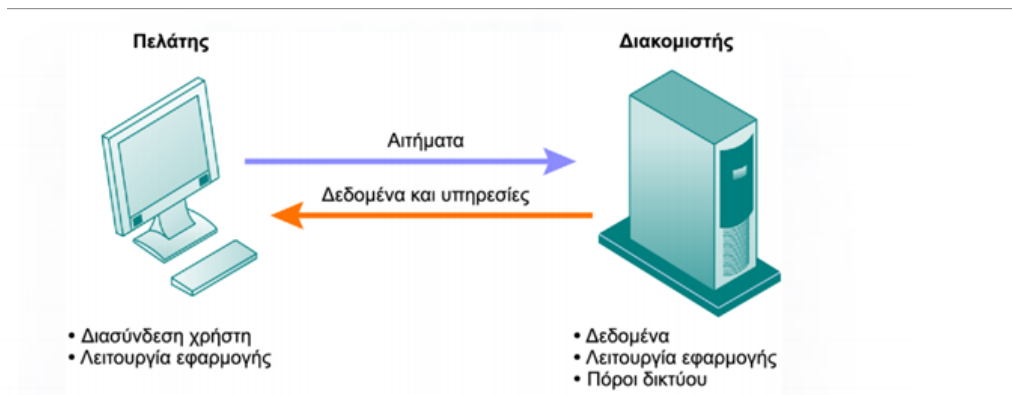 Πελάτης
Διακομιστής
Αιτήματα
Δεδομένα και υπηρεσίες
• Διασύνδεση χρήστη
• Λειτουργία εφαρμογής
• Δεδομένα
• Λειτουργία εφαρμογής
• Πόροι δικτύου